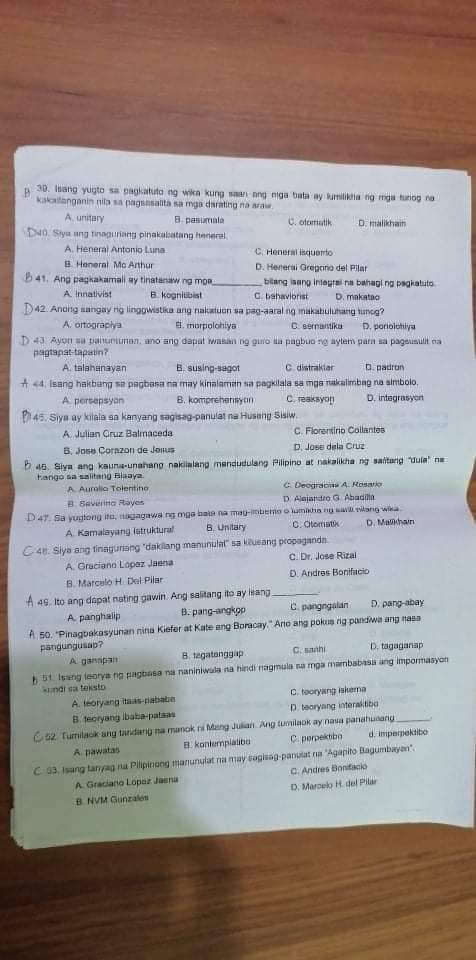 B 39. Isang yugto sa pagkatuto ng wika kung saan ang mga bata ay lumilikha ng mga tunog na
kakailanganin nila sa pagsasalita sa mga darating na araw.
A. unitary B. pasumala C. otomatik D. malikhain
D 40. Siya ang tinaguriang pinakabatang heneral.
A. Heneral Antonio Luna C. Heneral Isquerrio
B. Heneral Mc Arthur D. Heneral Gregorio del Pilar
B 41. Ang pagkakamali ay tinatanaw ng mga__________ bilang isang integral na bahagi ng pagkatuto.
A. innativist B. kognitibist C. behaviorist D. makatao
D 42. Anong sangay ng linggwistika ang nakatuon sa pag-aaral ng makabuluhang tunog?
A. ortograpiya B. morpolohiya C. semantika D. ponolohiya
D 43. Ayon sa panuntunan, ano ang dapat iwasan ng guro sa pagbuo ng aytem para sa pagsusulit na
pagtapat-tapatin?
A. talahanayan B. susing-sagot C. distrakter D. padron
A 44. Isang hakbang sa pagbasa na may kinalaman sa pagkilala sa mga nakalimbag na simbolo.
A. persepsyon B. komprehensyon C. reaksyon D. integrasyon
D 45. Siya ay kilala sa kanyang sagisag-panulat na Huseng Sisiw.
A. Julian Cruz Balmaceda C. Florentino Collantes
B. Jose Corazon de Jesus D. Jose dela Cruz
B 46. Siya ang kauna-unahang nakilalang mandudulang Pilipino at nakalikha ng salitang "dula" na
hango sa salitang Bisaya.
A. Aurelio Tolentino C. Deogracias A. Rosario
B. Severino Reyes D. Alejandro G. Abadilla
D 47. Sa yugtong ito, nagagawa ng mga bata na mag-imbento o lumikha ng sarili nilang wika.
A. Kamalayang Istruktural B. Unitary C. Otomatik D. Malikhain
C 48. Siya ang tinaguriang "dakilang manunulat" sa kilusang propaganda.
A. Graciano Lopez Jaena C. Dr. Jose Rizal
B. Marcelo H. Del Pilar D. Andres Bonifacio
A 49. Ito ang dapat nating gawin. Ang salitang ito ay isang __________.
A. panghalip B. pang-angkop C. pangngalan D. pang-abay
A 50. "Pinagbakasyunan nina Kiefer at Kate ang Boracay." Ano ang pokus ng pandiwa ang nasa
pangungusap?
A. ganapan B. tagatanggap C. sanhi D. tagaganap
B 51. Isang teorya ng pagbasa na naniniwala na hindi nagmula sa mga mambabasa ang impormasyon
kundi sa teksto.
A. teoryang itaas-pababa C. teoryang iskema
B. teoryang ibaba-pataas D. teoryang interaktibo
C 52. Tumilaok ang tandang na manok ni Mang Julian. Ang tumilaok ay nasa panahunang ________.
A. pawatas B. kontemplatibo C. perpektibo d. imperpektibo
C 53. Isang tanyag na Pilipinong manunulat na may sagisag-panulat na "Agapito Bagumbayan".
A. Graciano Lopez Jaena C. Andres Bonifacio
B. NVM Gonzales D. Marcelo H. del Pilar